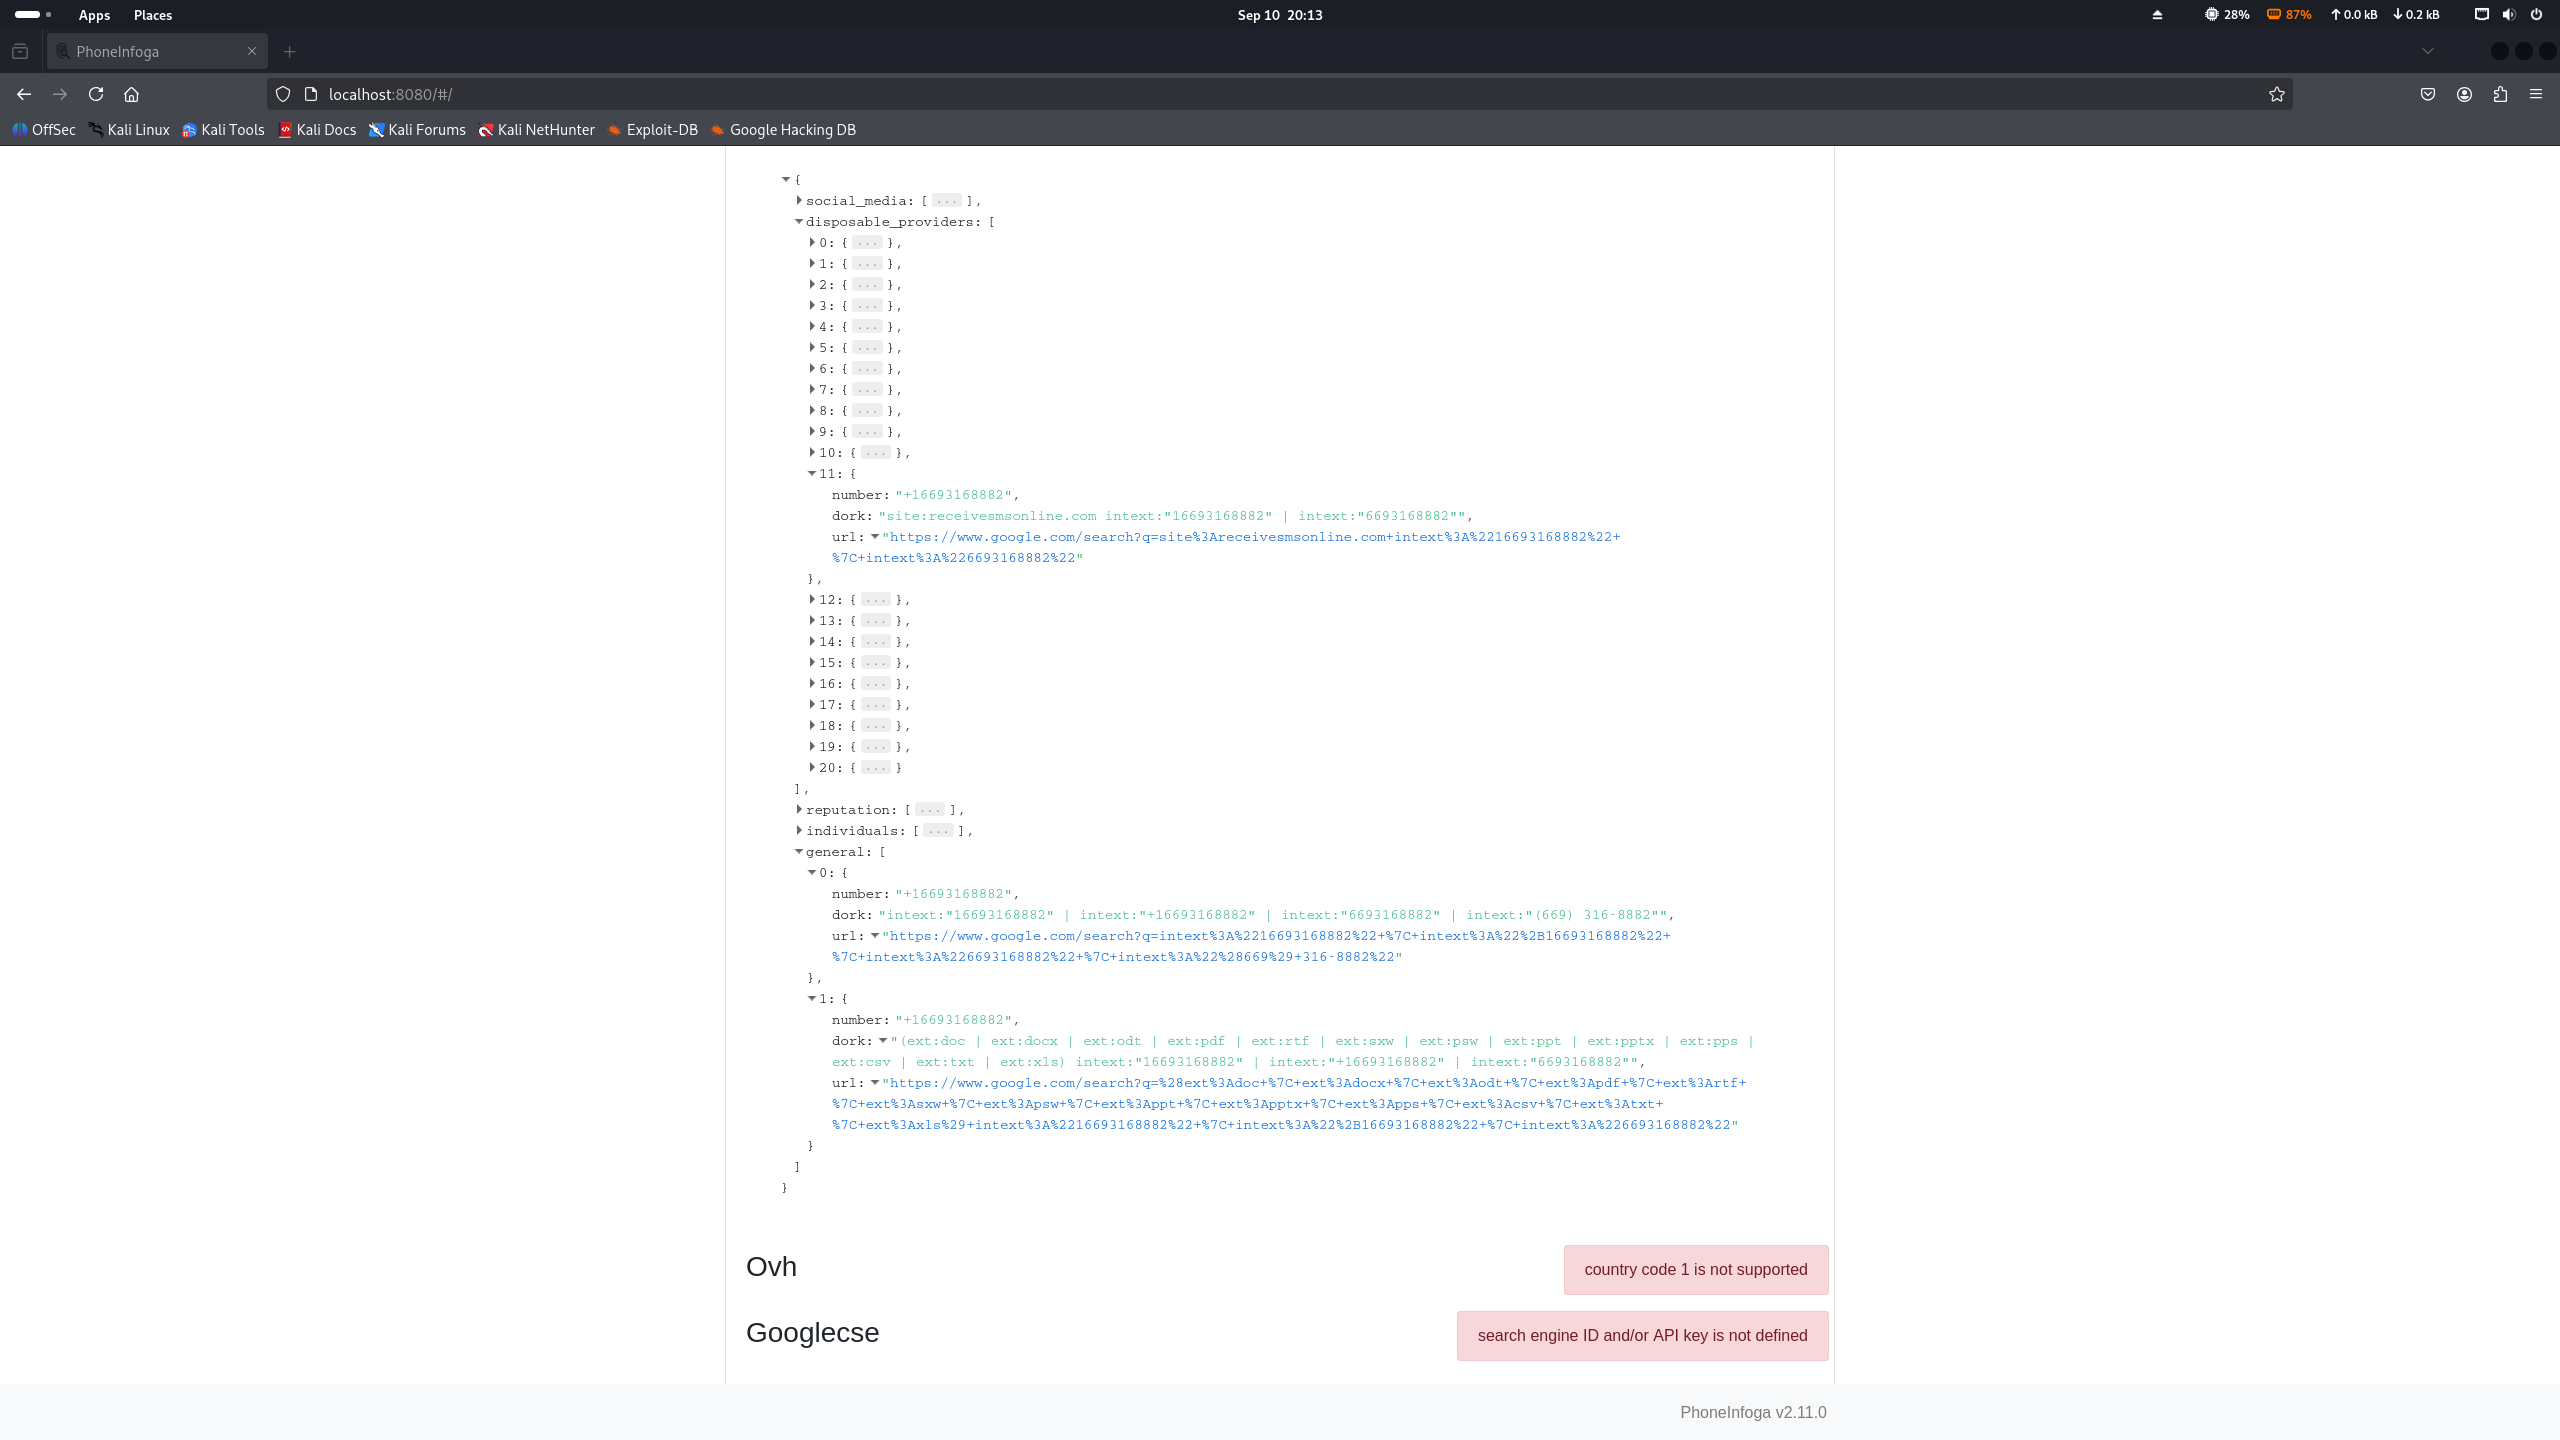 Apps Places Sep 10 20:13 28% 87% 0.0 kB 0.2 kB
PhoneInfoga
localhost:8080/#/
OffSec Kali Linux Kali Tools Kali Docs Kali Forums Kali NetHunter Exploit-DB Google Hacking DB
{
social_media: [ ... ],
disposable_providers: [
0: { ... },
1: { ... },
2: { ... },
3: { ... },
4: { ... },
5: { ... },
6: { ... },
7: { ... },
8: { ... },
9: { ... },
10: { ... },
11: {
number: "+16693168882",
dork: "site:receivesmsonline.com intext:"16693168882" | intext:"6693168882"",
url: "https://www.google.com/search?q=site%3Areceivesmsonline.com+intext%3A%2216693168882%22+
%7C+intext%3A%226693168882%22"
},
12: { ... },
13: { ... },
14: { ... },
15: { ... },
16: { ... },
17: { ... },
18: { ... },
19: { ... },
20: { ... }
],
reputation: [ ... ],
individuals: [ ... ],
general: [
0: {
number: "+16693168882",
dork: "intext:"16693168882" | intext:"+16693168882" | intext:"6693168882" | intext:"(669) 316-8882"",
url: "https://www.google.com/search?q=intext%3A%2216693168882%22+%7C+intext%3A%22%2B16693168882%22+
%7C+intext%3A%226693168882%22+%7C+intext%3A%22%28669%29+316-8882%22"
},
1: {
number: "+16693168882",
dork: "(ext:doc | ext:docx | ext:odt | ext:pdf | ext:rtf | ext:sxw | ext:psw | ext:ppt | ext:pptx | ext:pps |
ext:csv | ext:txt | ext:xls) intext:"16693168882" | intext:"+16693168882" | intext:"6693168882"",
url: "https://www.google.com/search?q=%28ext%3Adoc+%7C+ext%3Adocx+%7C+ext%3Aodt+%7C+ext%3Apdf+%7C+ext%3Artf+
%7C+ext%3Asxw+%7C+ext%3Apsw+%7C+ext%3Appt+%7C+ext%3Apptx+%7C+ext%3Apps+%7C+ext%3Acsv+%7C+ext%3Atxt+
%7C+ext%3Axls%29+intext%3A%2216693168882%22+%7C+intext%3A%22%2B16693168882%22+%7C+intext%3A%226693168882%22"
}
]
}
Ovh country code 1 is not supported
Googlecse search engine ID and/or API key is not defined
PhoneInfoga v2.11.0